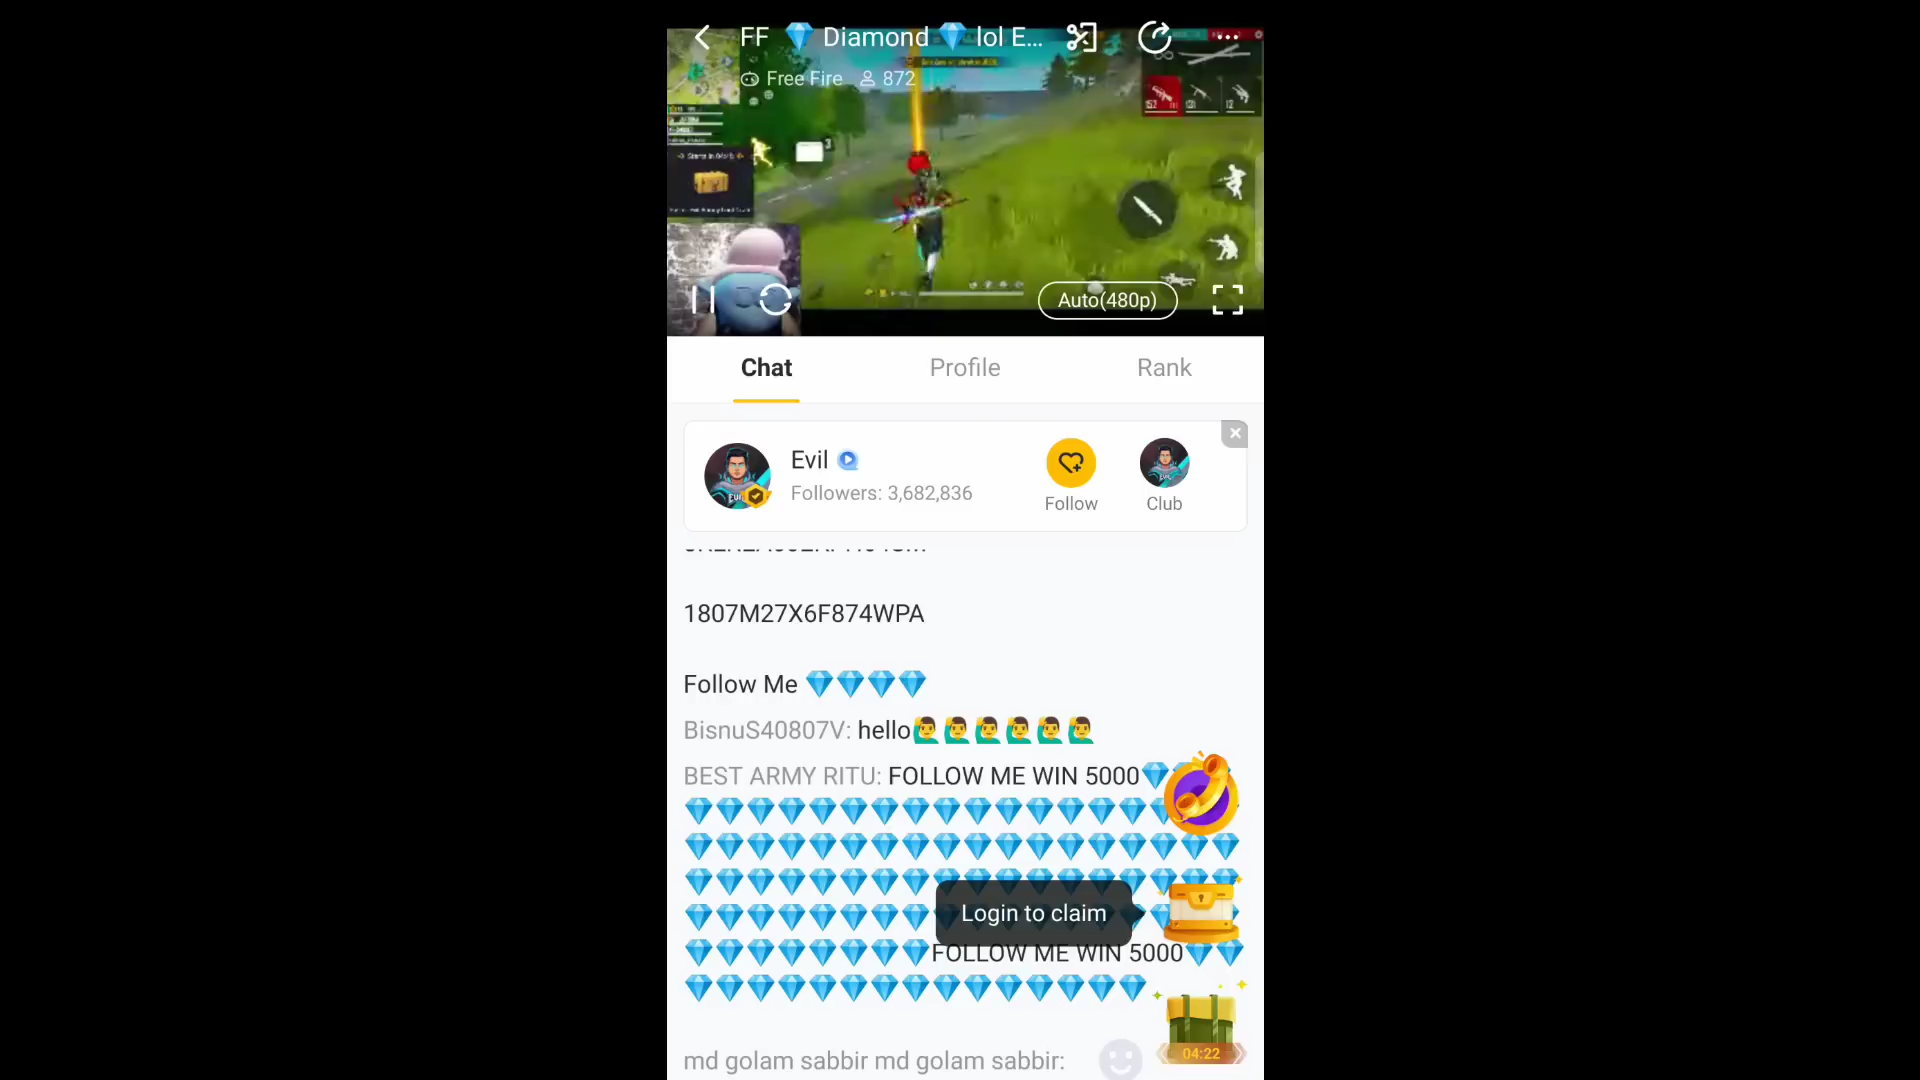 FF 💎 Diamond 💎 lol E...
Free Fire 872
Auto(480p)
Chat Profile Rank
Evil
Followers: 3,682,836
Follow Club
1807M27X6F874WPA
Follow Me 💎💎💎💎
BisnuS40807V: hello🙋‍♂️🙋‍♂️🙋‍♂️🙋‍♂️🙋‍♂️🙋‍♂️
BEST ARMY RITU: FOLLOW ME WIN 5000💎
Login to claim
FOLLOW ME WIN 5000💎💎
04:22
md golam sabbir md golam sabbir: